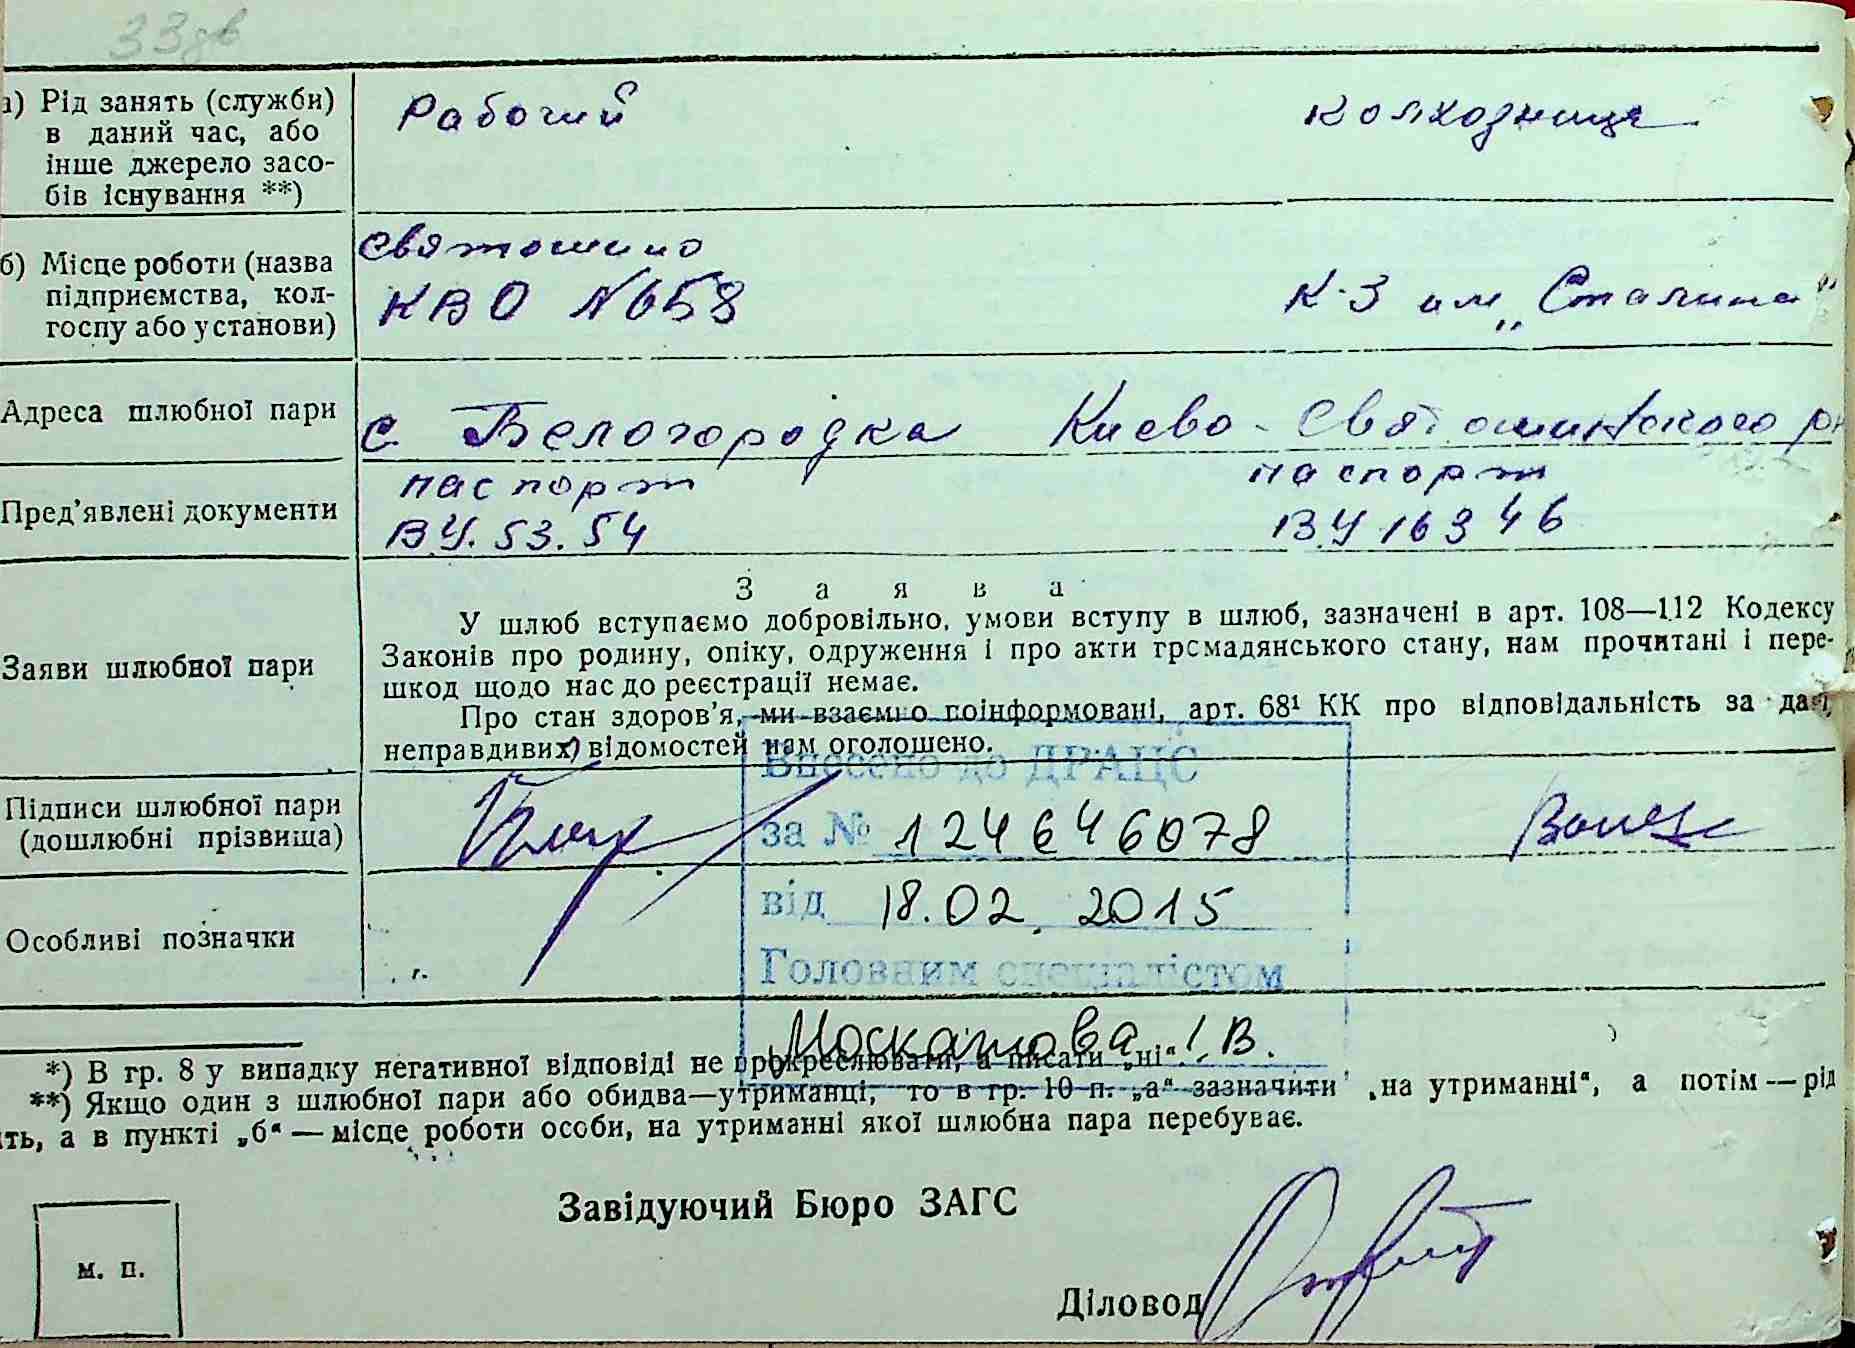 33зв
а) Рід занять (служби) в даний час, або інше джерело засобів існування **)
Рабочий
колхозница
б) Місце роботи (назва підприємства, колгоспу або установи)
Святошино
КВО №658
К-З им „Сталина"
Адреса шлюбної пари
с. Белогородка Киево-Святошинского рн
Пред'явлені документи
паспорт
ВУ. 53. 54
паспорт
ВУ 16346
Заява
Заяви шлюбної пари
У шлюб вступаємо добровільно, умови вступу в шлюб, зазначені в арт. 108—112 Кодексу
Законів про родину, опіку, одруження і про акти громадянського стану, нам прочитані і пере-
шкод щодо нас до реєстрації немає.
Про стан здоров'я, ми взаємно поінформовані, арт. 68¹ КК про відповідальність за дачі,
неправдивих) відомостей нам оголошено.
Підписи шлюбної пари
(дошлюбні прізвища)
Внесено до ДРАЦС
за № 124646078
від 18.02.2015
Головним спеціалістом
Москатова І.В.
Особливі позначки
г.
*) В гр. 8 у випадку негативної відповіді не прокреслювати, а писати „ні".
**) Якщо один з шлюбної пари або обидва—утриманці, то в гр. 10 п. „а" зазначити „на утриманні", а потім — рід
ть, а в пункті „б" — місце роботи особи, на утриманні якої шлюбна пара перебуває.
Завідуючий Бюро ЗАГС
м. п.
Діловод